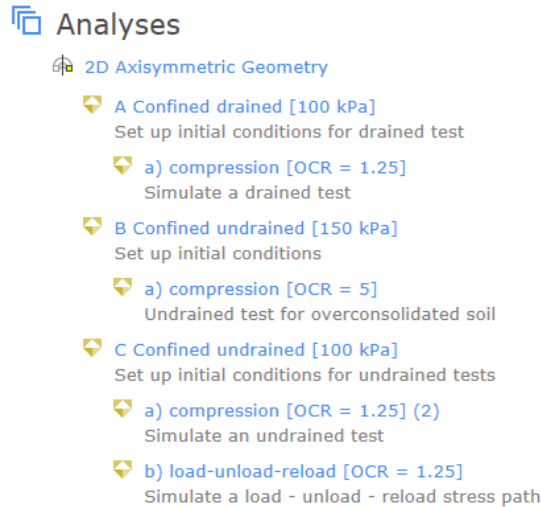 Analyses
2D Axisymmetric Geometry
A Confined drained [100 kPa]
Set up initial conditions for drained test
a) compression [OCR = 1.25]
Simulate a drained test
B Confined undrained [150 kPa]
Set up initial conditions
a) compression [OCR = 5]
Undrained test for overconsolidated soil
C Confined undrained [100 kPa]
Set up initial conditions for undrained tests
a) compression [OCR = 1.25] (2)
Simulate an undrained test
b) load-unload-reload [OCR = 1.25]
Simulate a load - unload - reload stress path